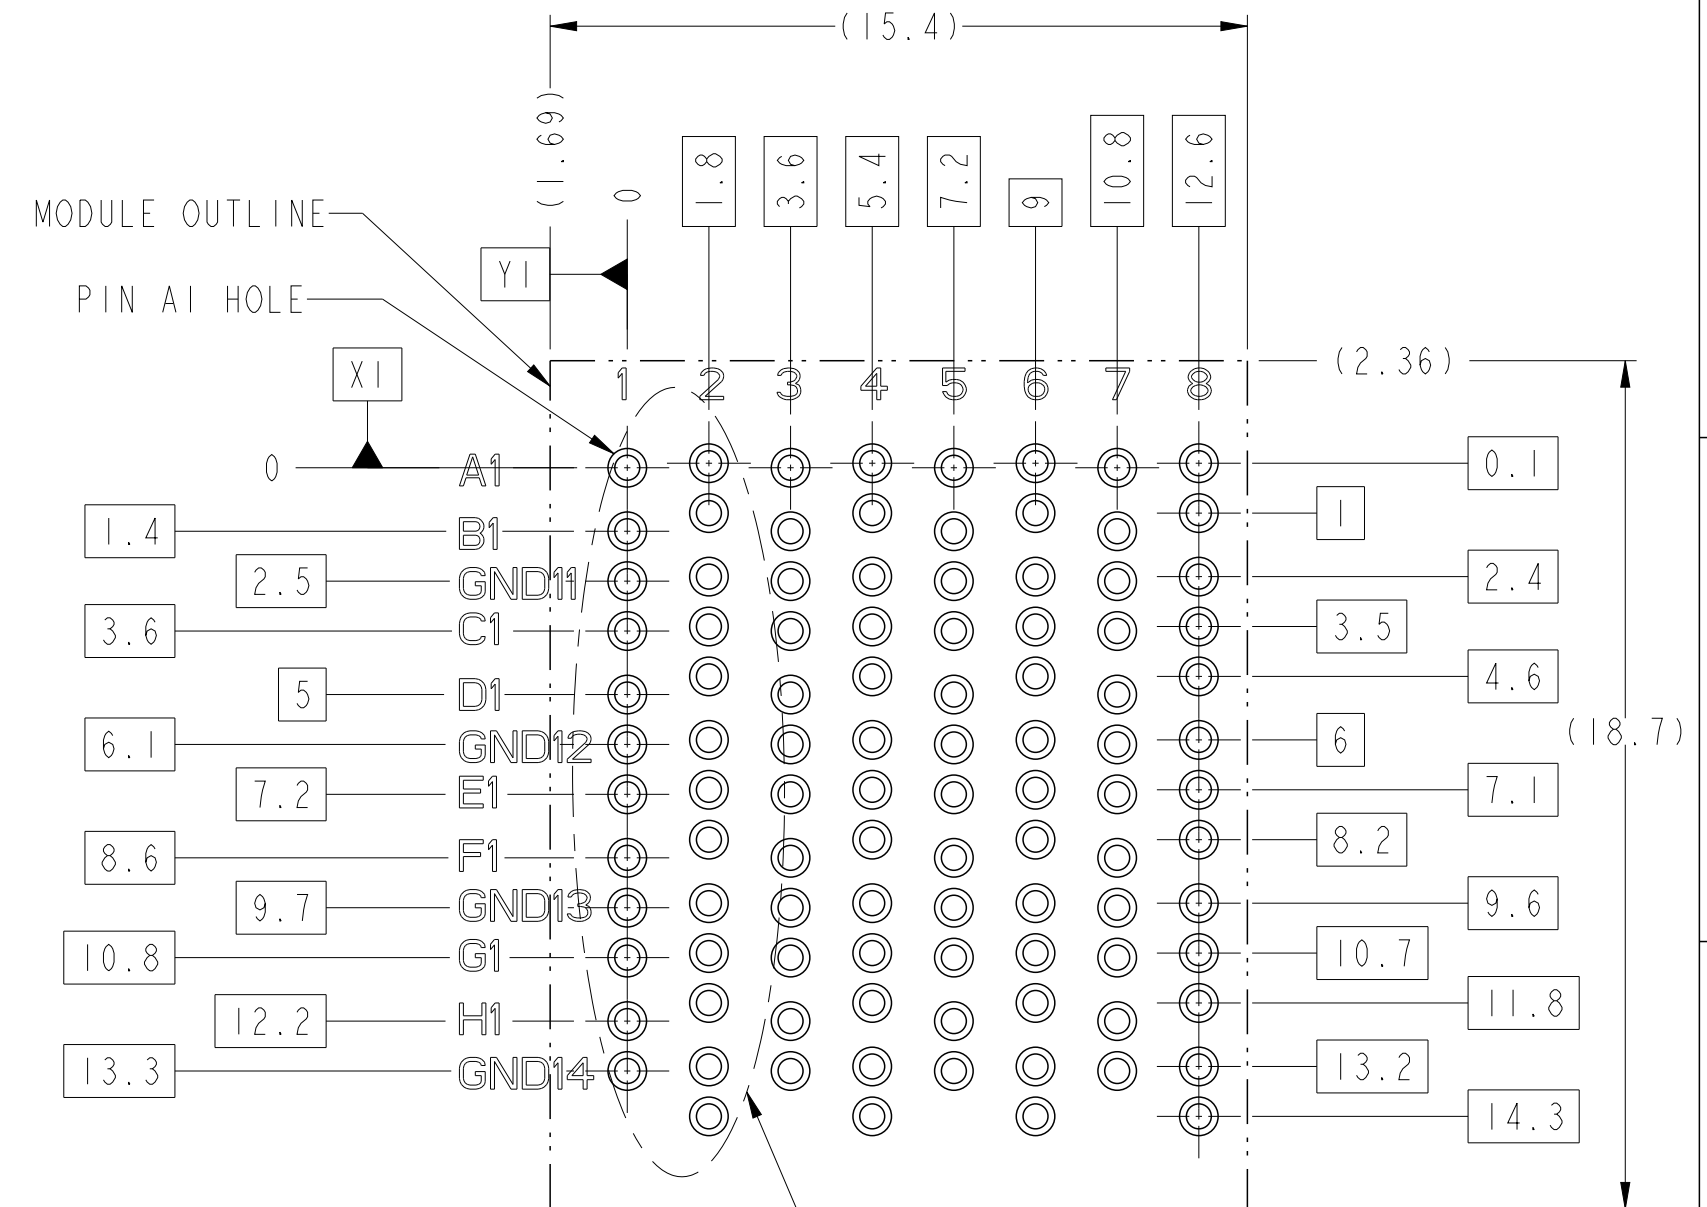 (15.4)
(1.69)
0
1.8
3.6
5.4
7.2
9
10.8
12.6
MODULE OUTLINE
Y1
PIN A1 HOLE
X1
(2.36)
1 2 3 4 5 6 7 8
0 A1 0.1
1
1.4 B1
2.5 GND11 2.4
3.6 C1 3.5
4.6
5 D1
(18.7)
6.1 GND12 6
7.2 E1 7.1
8.2
8.6 F1
9.7 GND13 9.6
10.8 G1 10.7
11.8
12.2 H1
13.3 GND14 13.2
14.3